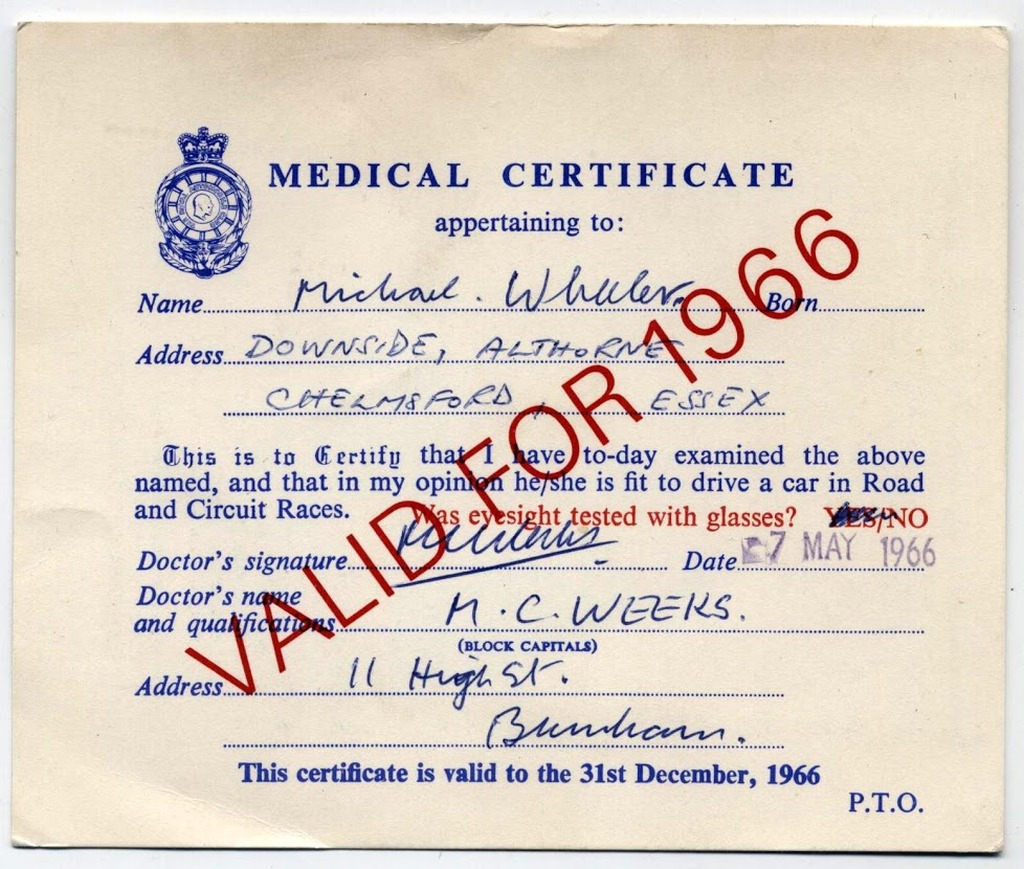 MEDICAL CERTIFICATE
appertaining to:
Name Michael. Wheeler. Born
Address DOWNSIDE, ALTHORNE
CHELMSFORD, ESSEX
This is to Certify that I have to-day examined the above
named, and that in my opinion he/she is fit to drive a car in Road
and Circuit Races. Was eyesight tested with glasses? YES/NO
Doctor's signature Date 7 MAY 1966
Doctor's name
and qualifications M. C. WEEKS.
(BLOCK CAPITALS)
Address 11 High St.
Burnham.
This certificate is valid to the 31st December, 1966
P.T.O.
VALID FOR 1966